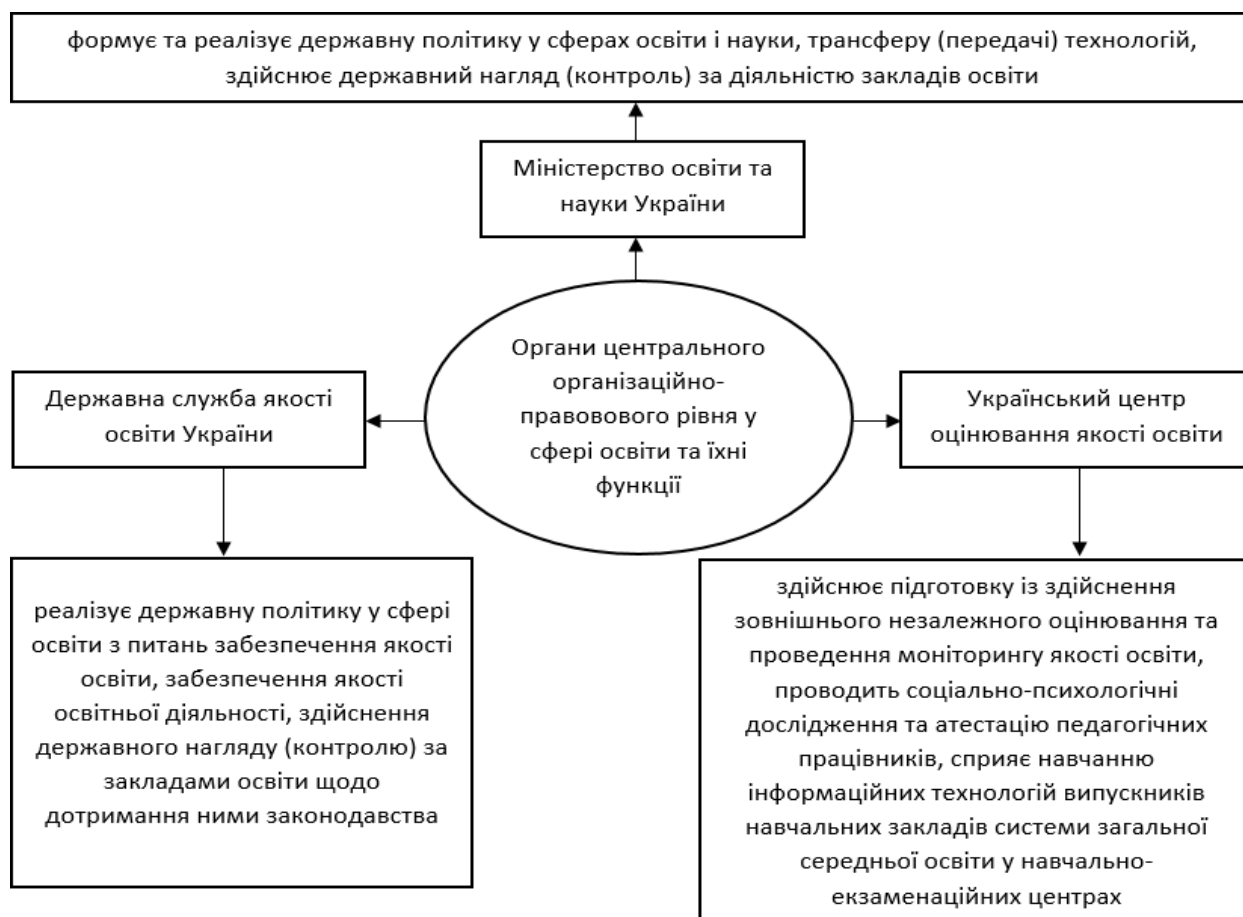 формує та реалізує державну політику у сферах освіти і науки, трансферу (передачі) технологій,
здійснює державний нагляд (контроль) за діяльністю закладів освіти
Міністерство освіти та
науки України
Органи центрального
організаційно-
правовового рівня у
сфері освіти та їхні
функції
Державна служба якості
освіти України
Український центр
оцінювання якості освіти
реалізує державну політику у сфері
освіти з питань забезпечення якості
освіти, забезпечення якості
освітньої діяльності, здійснення
державного нагляду (контролю) за
закладами освіти щодо
дотримання ними законодавства
здійснює підготовку із здійснення
зовнішнього незалежного оцінювання та
проведення моніторингу якості освіти,
проводить соціально-психологічні
дослідження та атестацію педагогічних
працівників, сприяє навчанню
інформаційних технологій випускників
навчальних закладів системи загальної
середньої освіти у навчально-
екзаменаційних центрах